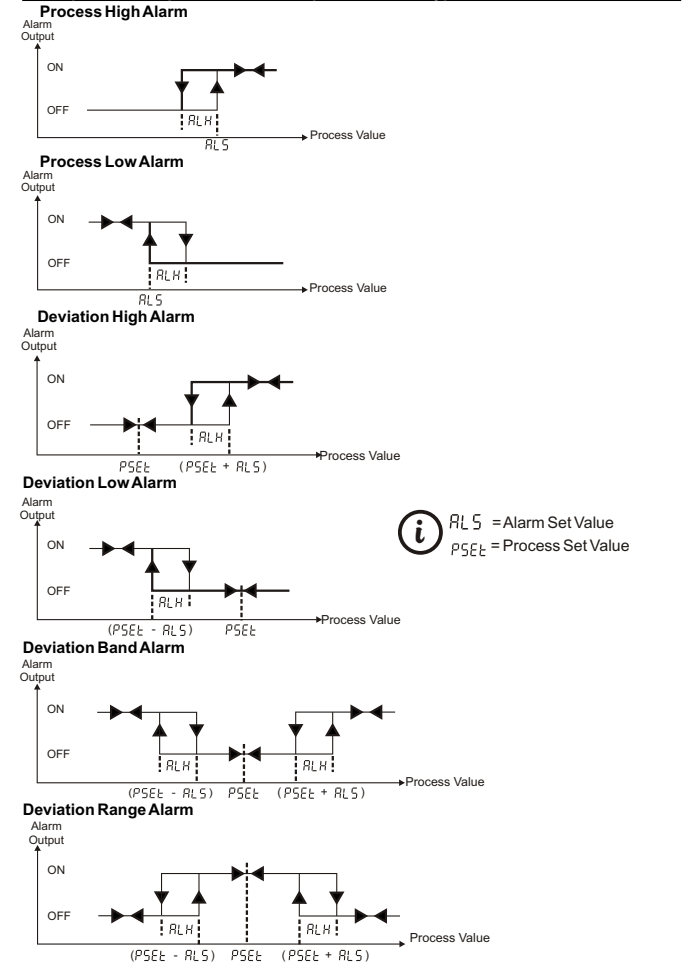 Process High Alarm
Alarm
Output
ON
OFF
ALH
Process Value
ALS
Process Low Alarm
Alarm
Output
ON
OFF
ALH
Process Value
ALS
Deviation High Alarm
Alarm
Output
ON
OFF
ALH
Process Value
PSEt (PSEt + ALS)
Deviation Low Alarm
Alarm
Output
ON
OFF
ALH
Process Value
(PSEt - ALS) PSEt
i ALS = Alarm Set Value
PSEt = Process Set Value
Deviation Band Alarm
Alarm
Output
ON
OFF
ALH ALH
Process Value
(PSEt - ALS) PSEt (PSEt + ALS)
Deviation Range Alarm
Alarm
Output
ON
OFF
ALH ALH
Process Value
(PSEt - ALS) PSEt (PSEt + ALS)